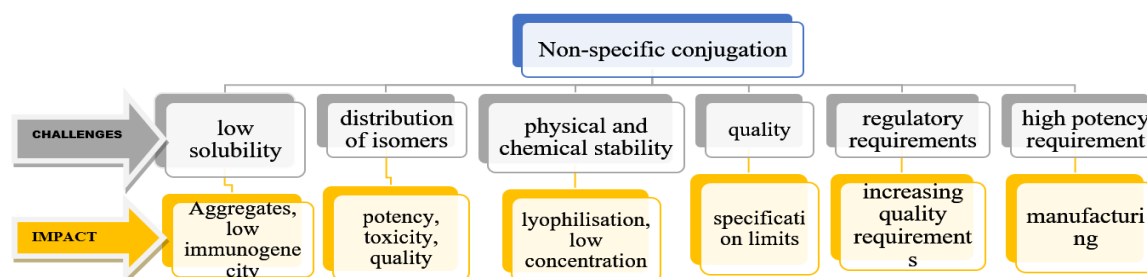 Non-specific conjugation
CHALLENGES
low
solubility
distribution
of isomers
physical and
chemical stability
quality
regulatory
requirements
high potency
requirement
IMPACT
Aggregates,
low
immunogene
city
potency,
toxicity,
quality
lyophilisation,
low
concentration
specificati
on limits
increasing
quality
requirement
s
manufacturi
ng